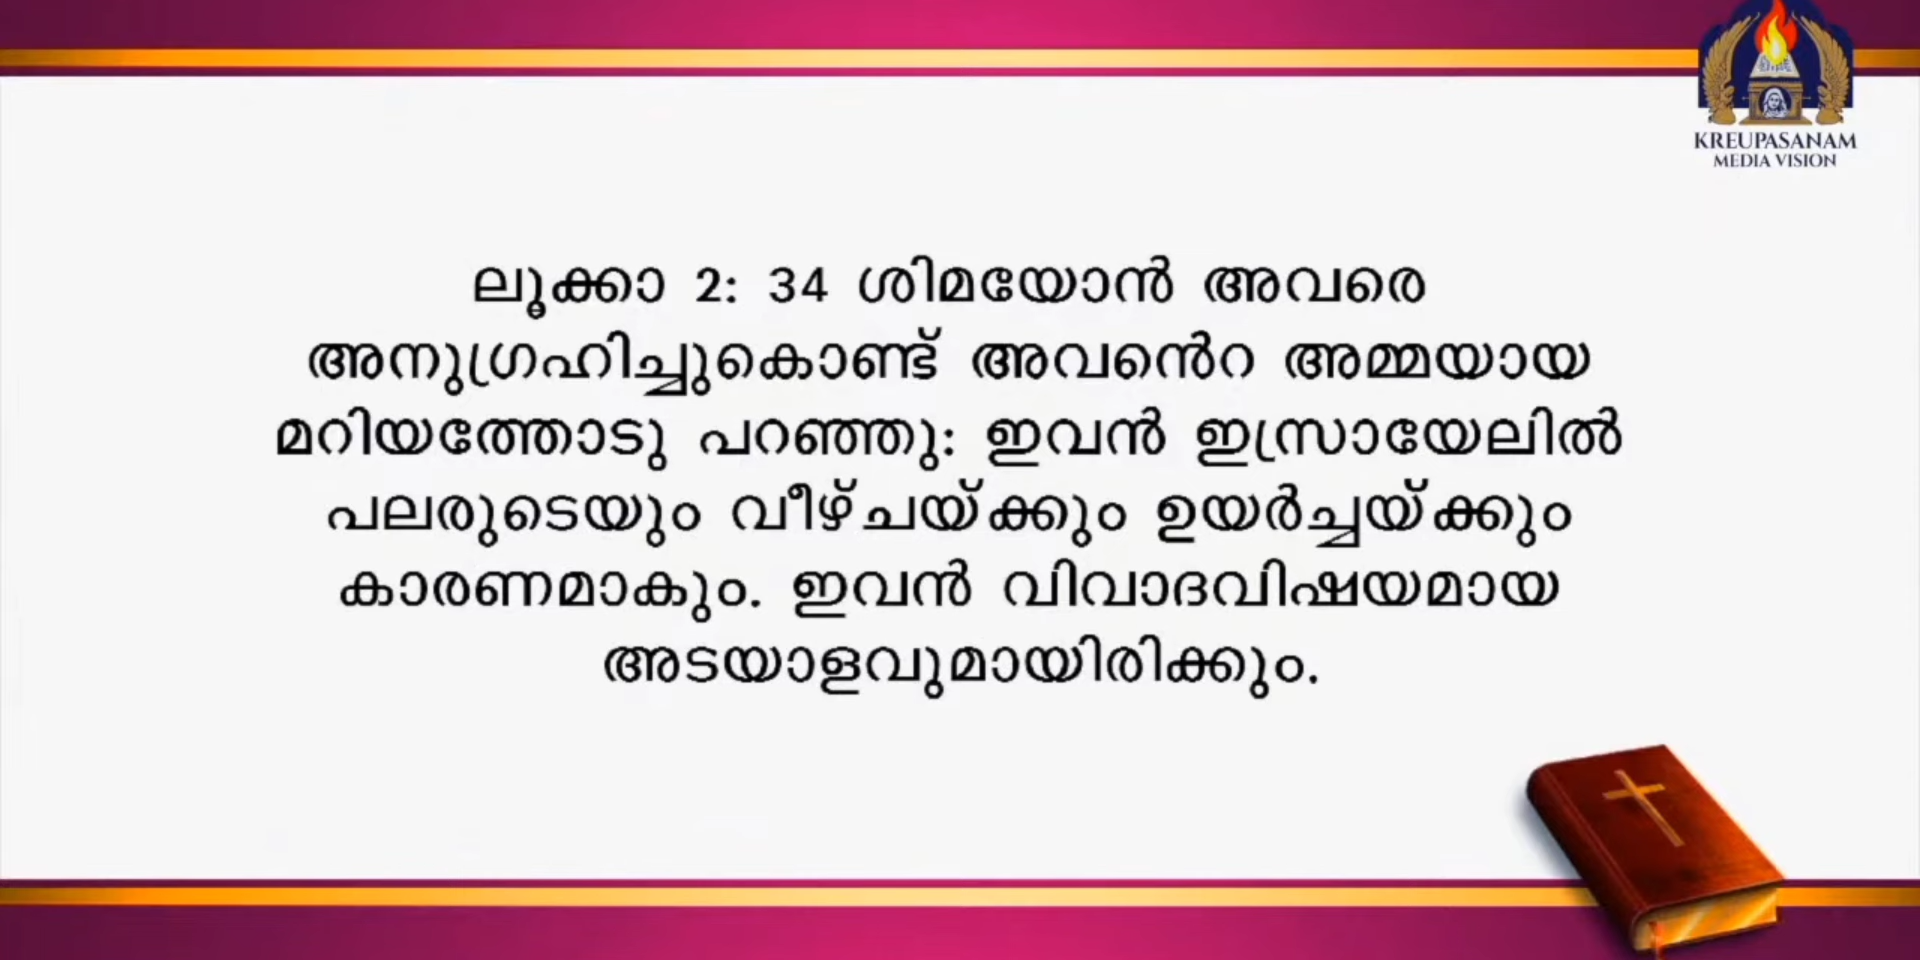 KREUPASANAM
MEDIA VISION
ലൂക്കാ 2: 34 ശിമയോൻ അവരെ
അനുഗ്രഹിച്ചുകൊണ്ട് അവന്റെ അമ്മയായ
മറിയത്തോടു പറഞ്ഞു: ഇവൻ ഇസ്രായേലിൽ
പലരുടെയും വീഴ്ചയ്ക്കും ഉയർച്ചയ്ക്കും
കാരണമാകും. ഇവൻ വിവാദവിഷയമായ
അടയാളവുമായിരിക്കും.